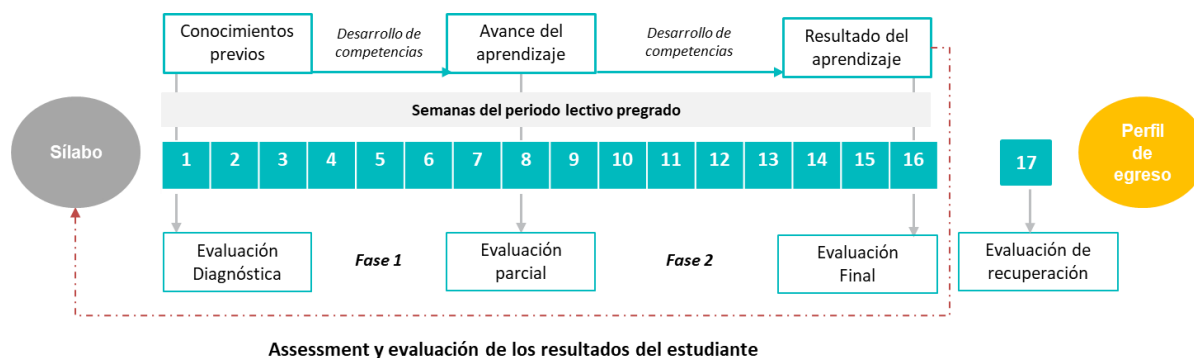 Conocimientos
previos
Desarrollo de
competencias
Avance del
aprendizaje
Desarrollo de
competencias
Resultado del
aprendizaje
Semanas del periodo lectivo pregrado
Sílabo
1 2 3 4 5 6 7 8 9 10 11 12 13 14 15 16
17
Perfil
de
egreso
Evaluación
Diagnóstica
Fase 1
Evaluación
parcial
Fase 2
Evaluación
Final
Evaluación de
recuperación
Assessment y evaluación de los resultados del estudiante